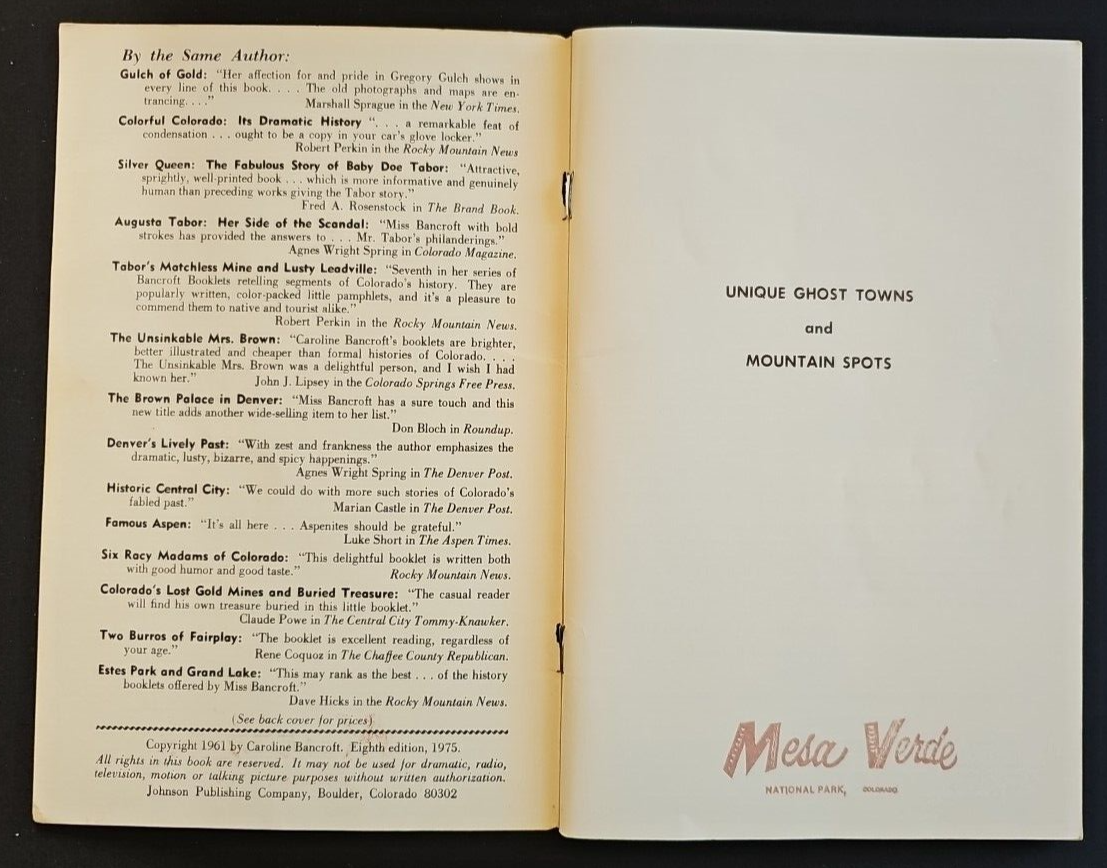 By the Same Author:
Gulch of Gold: "Her affection for and pride in Gregory Gulch shows in
every line of this book. . . . The old photographs and maps are en-
trancing. . . ." Marshall Sprague in the New York Times.
Colorful Colorado: Its Dramatic History ". . . a remarkable feat of
condensation . . . ought to be a copy in your car's glove locker."
Robert Perkin in the Rocky Mountain News
Silver Queen: The Fabulous Story of Baby Doe Tabor: "Attractive,
sprightly, well-printed book . . . which is more informative and genuinely
human than preceding works giving the Tabor story."
Fred A. Rosenstock in The Brand Book.
Augusta Tabor: Her Side of the Scandal: "Miss Bancroft with bold
strokes has provided the answers to . . . Mr. Tabor's philanderings."
Agnes Wright Spring in Colorado Magazine.
Tabor's Matchless Mine and Lusty Leadville: "Seventh in her series of
Bancroft Booklets retelling segments of Colorado's history. They are
popularly written, color-packed little pamphlets, and it's a pleasure to
commend them to native and tourist alike."
Robert Perkin in the Rocky Mountain News.
The Unsinkable Mrs. Brown: "Caroline Bancroft's booklets are brighter,
better illustrated and cheaper than formal histories of Colorado. . . .
The Unsinkable Mrs. Brown was a delightful person, and I wish I had
known her." John J. Lipsey in the Colorado Springs Free Press.
The Brown Palace in Denver: "Miss Bancroft has a sure touch and this
new title adds another wide-selling item to her list."
Don Bloch in Roundup.
Denver's Lively Past: "With zest and frankness the author emphasizes the
dramatic, lusty, bizarre, and spicy happenings."
Agnes Wright Spring in The Denver Post.
Historic Central City: "We could do with more such stories of Colorado's
fabled past." Marian Castle in The Denver Post.
Famous Aspen: "It's all here . . . Aspenites should be grateful."
Luke Short in The Aspen Times.
Six Racy Madams of Colorado: "This delightful booklet is written both
with good humor and good taste." Rocky Mountain News.
Colorado's Lost Gold Mines and Buried Treasure: "The casual reader
will find his own treasure buried in this little booklet."
Claude Powe in The Central City Tommy-Knawker.
Two Burros of Fairplay: "The booklet is excellent reading, regardless of
your age." Rene Coquoz in The Chaffee County Republican.
Estes Park and Grand Lake: "This may rank as the best . . . of the history
booklets offered by Miss Bancroft."
Dave Hicks in the Rocky Mountain News.
(See back cover for prices)
Copyright 1961 by Caroline Bancroft. Eighth edition, 1975.
All rights in this book are reserved. It may not be used for dramatic, radio,
television, motion or talking picture purposes without written authorization.
Johnson Publishing Company, Boulder, Colorado 80302
UNIQUE GHOST TOWNS
and
MOUNTAIN SPOTS
Mesa Verde
NATIONAL PARK, COLORADO